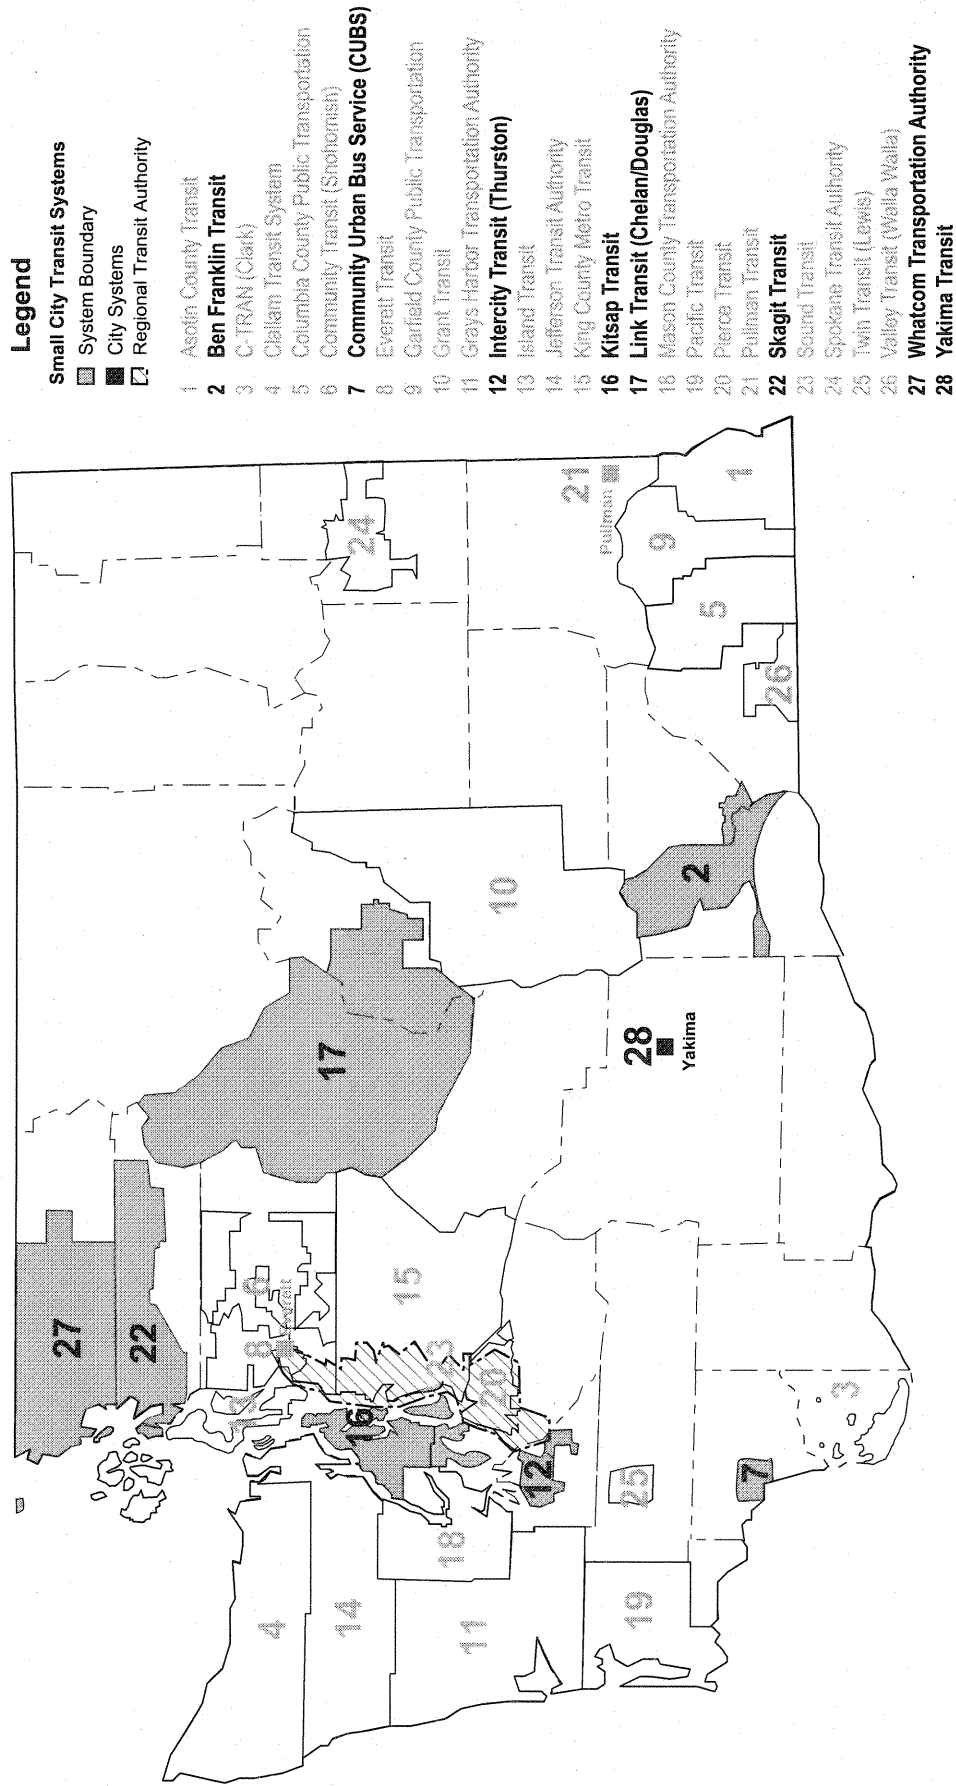 Legend
Small City Transit Systems
System Boundary
City Systems
Regional Transit Authority
1 Asotin County Transit
2 Ben Franklin Transit
3 C-TRAN (Clark)
4 Clallam Transit System
5 Columbia County Public Transportation
6 Community Transit (Snohomish)
7 Community Urban Bus Service (CUBS)
8 Everett Transit
9 Garfield County Public Transportation
10 Grant Transit
11 Grays Harbor Transportation Authority
12 Intercity Transit (Thurston)
13 Island Transit
14 Jefferson Transit Authority
15 King County Metro Transit
16 Kitsap Transit
17 Link Transit (Chelan/Douglas)
18 Mason County Transportation Authority
19 Pacific Transit
20 Pierce Transit
21 Pullman Transit
22 Skagit Transit
23 Sound Transit
24 Spokane Transit Authority
25 Twin Transit (Lewis)
26 Valley Transit (Walla Walla)
27 Whatcom Transportation Authority
28 Yakima Transit
27
22
13
8
6
Everett
16
15
23
20
12
4
14
18
11
19
25
7
3
17
28
Yakima
10
2
24
21
Pullman
9
1
5
26